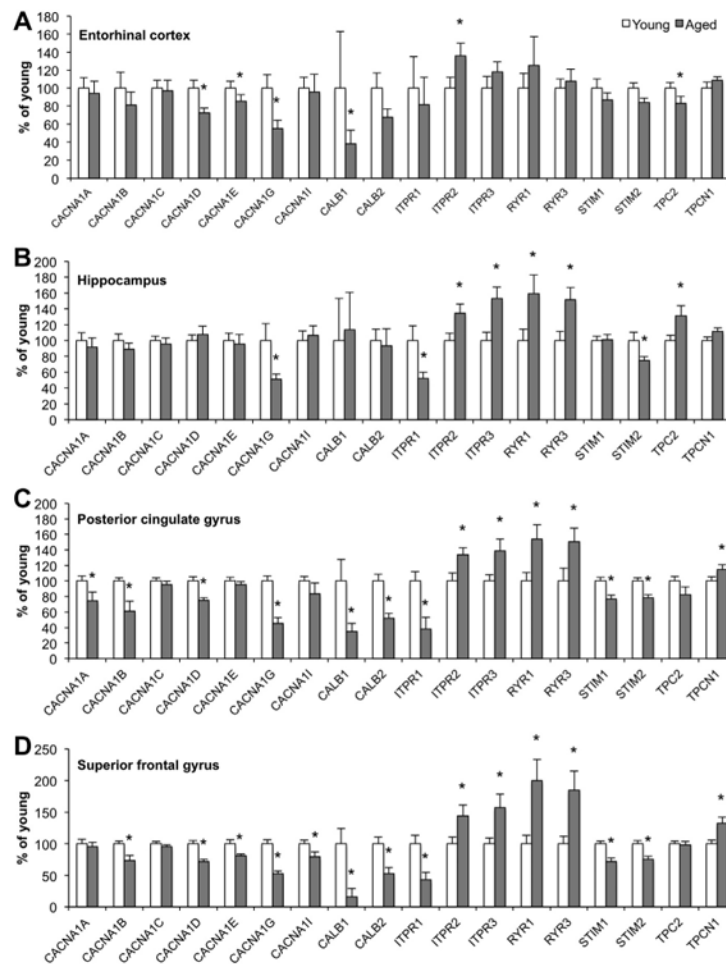 A
Entorhinal cortex
Young Aged
% of young
180
160
140
120
100
80
60
40
20
0
* * * * * *
CACNA1A CACNA1B CACNA1C CACNA1D CACNA1E CACNA1G CACNA1I CALB1 CALB2 ITPR1 ITPR2 ITPR3 RYR1 RYR3 STIM1 STIM2 TPC2 TPCN1
B
Hippocampus
% of young
200
180
160
140
120
100
80
60
40
20
0
* * * * * * * *
CACNA1A CACNA1B CACNA1C CACNA1D CACNA1E CACNA1G CACNA1I CALB1 CALB2 ITPR1 ITPR2 ITPR3 RYR1 RYR3 STIM1 STIM2 TPC2 TPCN1
C
Posterior cingulate gyrus
% of young
200
180
160
140
120
100
80
60
40
20
0
* * * * * * * * * * * * * *
CACNA1A CACNA1B CACNA1C CACNA1D CACNA1E CACNA1G CACNA1I CALB1 CALB2 ITPR1 ITPR2 ITPR3 RYR1 RYR3 STIM1 STIM2 TPC2 TPCN1
D
Superior frontal gyrus
% of young
250
200
150
100
50
0
* * * * * * * * * * * * * * *
CACNA1A CACNA1B CACNA1C CACNA1D CACNA1E CACNA1G CACNA1I CALB1 CALB2 ITPR1 ITPR2 ITPR3 RYR1 RYR3 STIM1 STIM2 TPC2 TPCN1